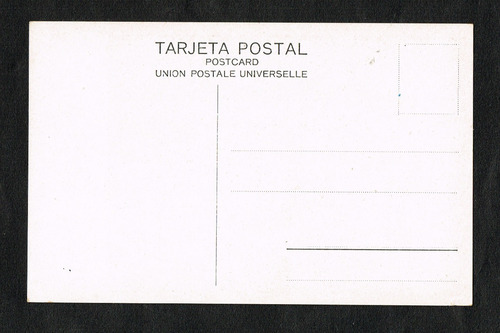 TARJETA POSTAL
POSTCARD
UNION POSTALE UNIVERSELLE